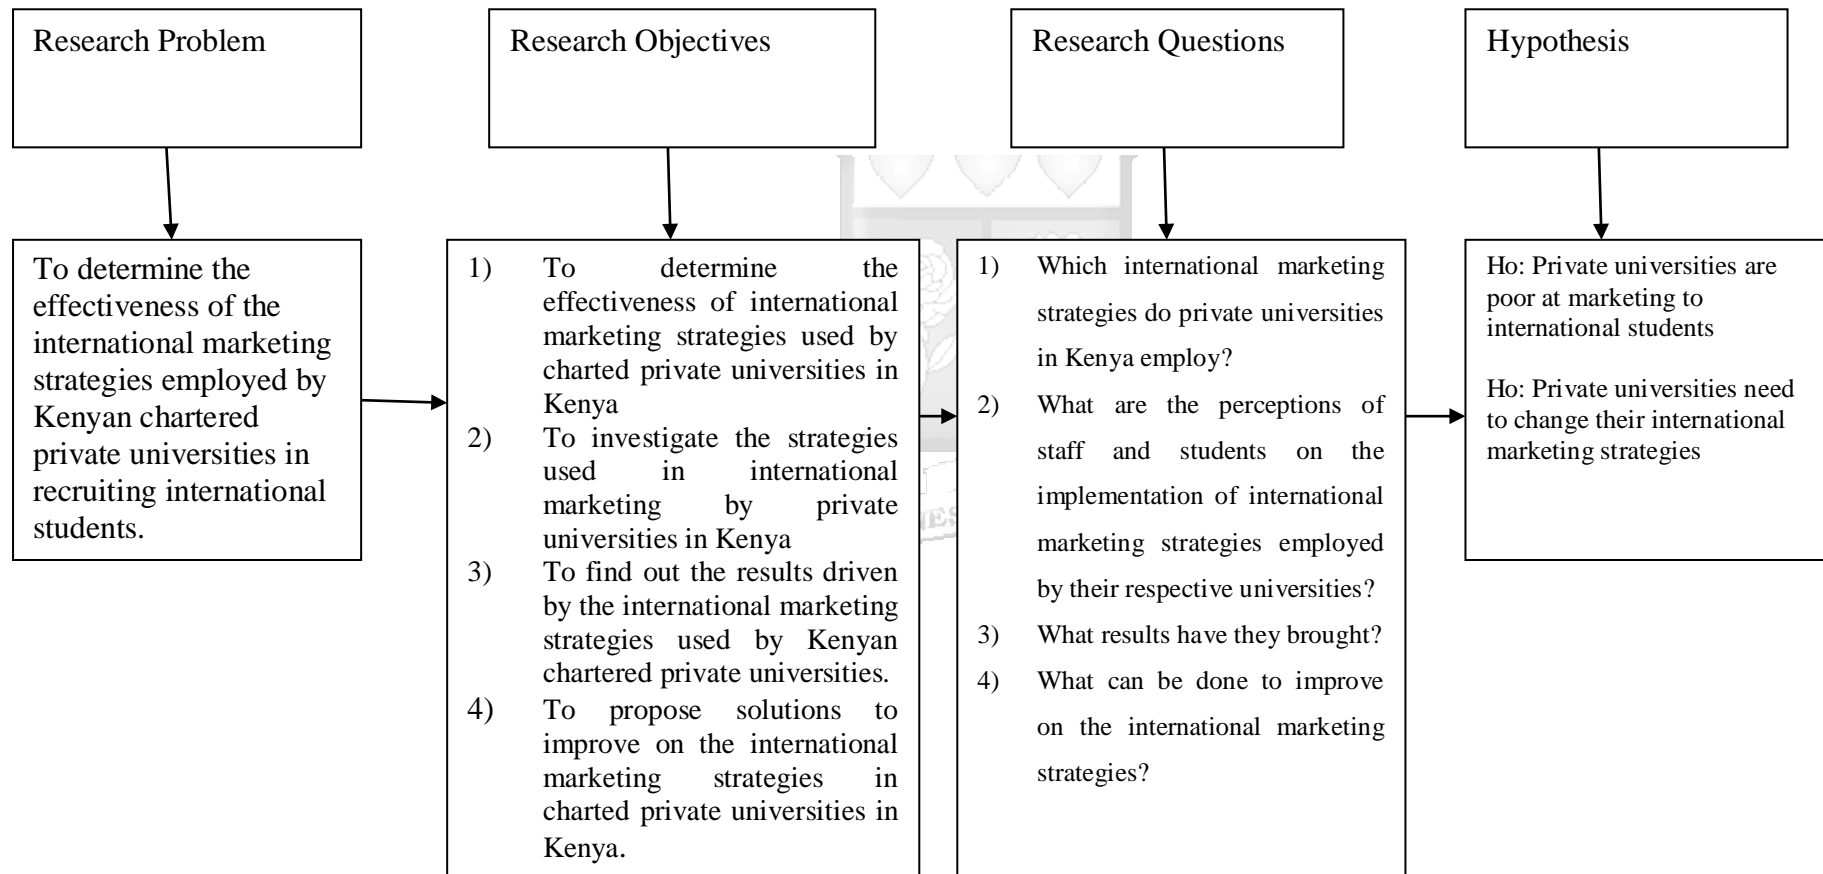 Research Problem
Research Objectives
Research Questions
Hypothesis
To determine the
effectiveness of the
international marketing
strategies employed by
Kenyan chartered
private universities in
recruiting international
students.
1) To determine the
effectiveness of international
marketing strategies used by
charted private universities in
Kenya
2) To investigate the strategies
used in international
marketing by private
universities in Kenya
3) To find out the results driven
by the international marketing
strategies used by Kenyan
chartered private universities.
4) To propose solutions to
improve on the international
marketing strategies in
charted private universities in
Kenya.
1) Which international marketing
strategies do private universities
in Kenya employ?
2) What are the perceptions of
staff and students on the
implementation of international
marketing strategies employed
by their respective universities?
3) What results have they brought?
4) What can be done to improve
on the international marketing
strategies?
Ho: Private universities are
poor at marketing to
international students
Ho: Private universities need
to change their international
marketing strategies